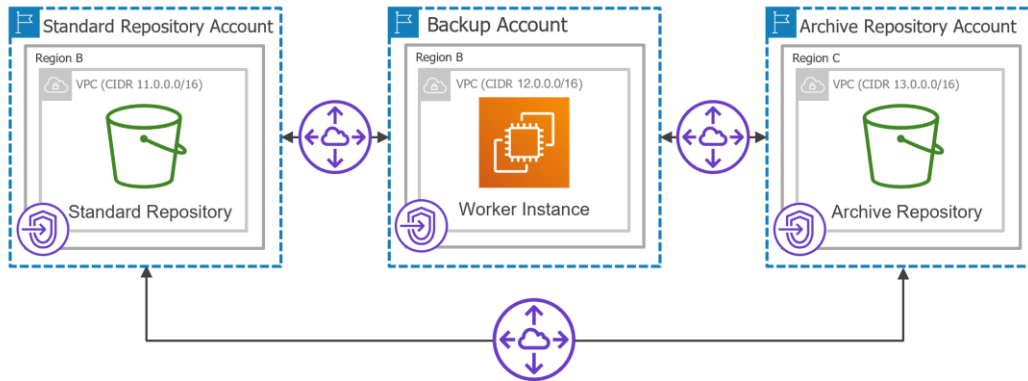 Standard Repository Account
Region B
VPC (CIDR 11.0.0.0/16)
Standard Repository
Backup Account
Region B
VPC (CIDR 12.0.0.0/16)
Worker Instance
Archive Repository Account
Region C
VPC (CIDR 13.0.0.0/16)
Archive Repository